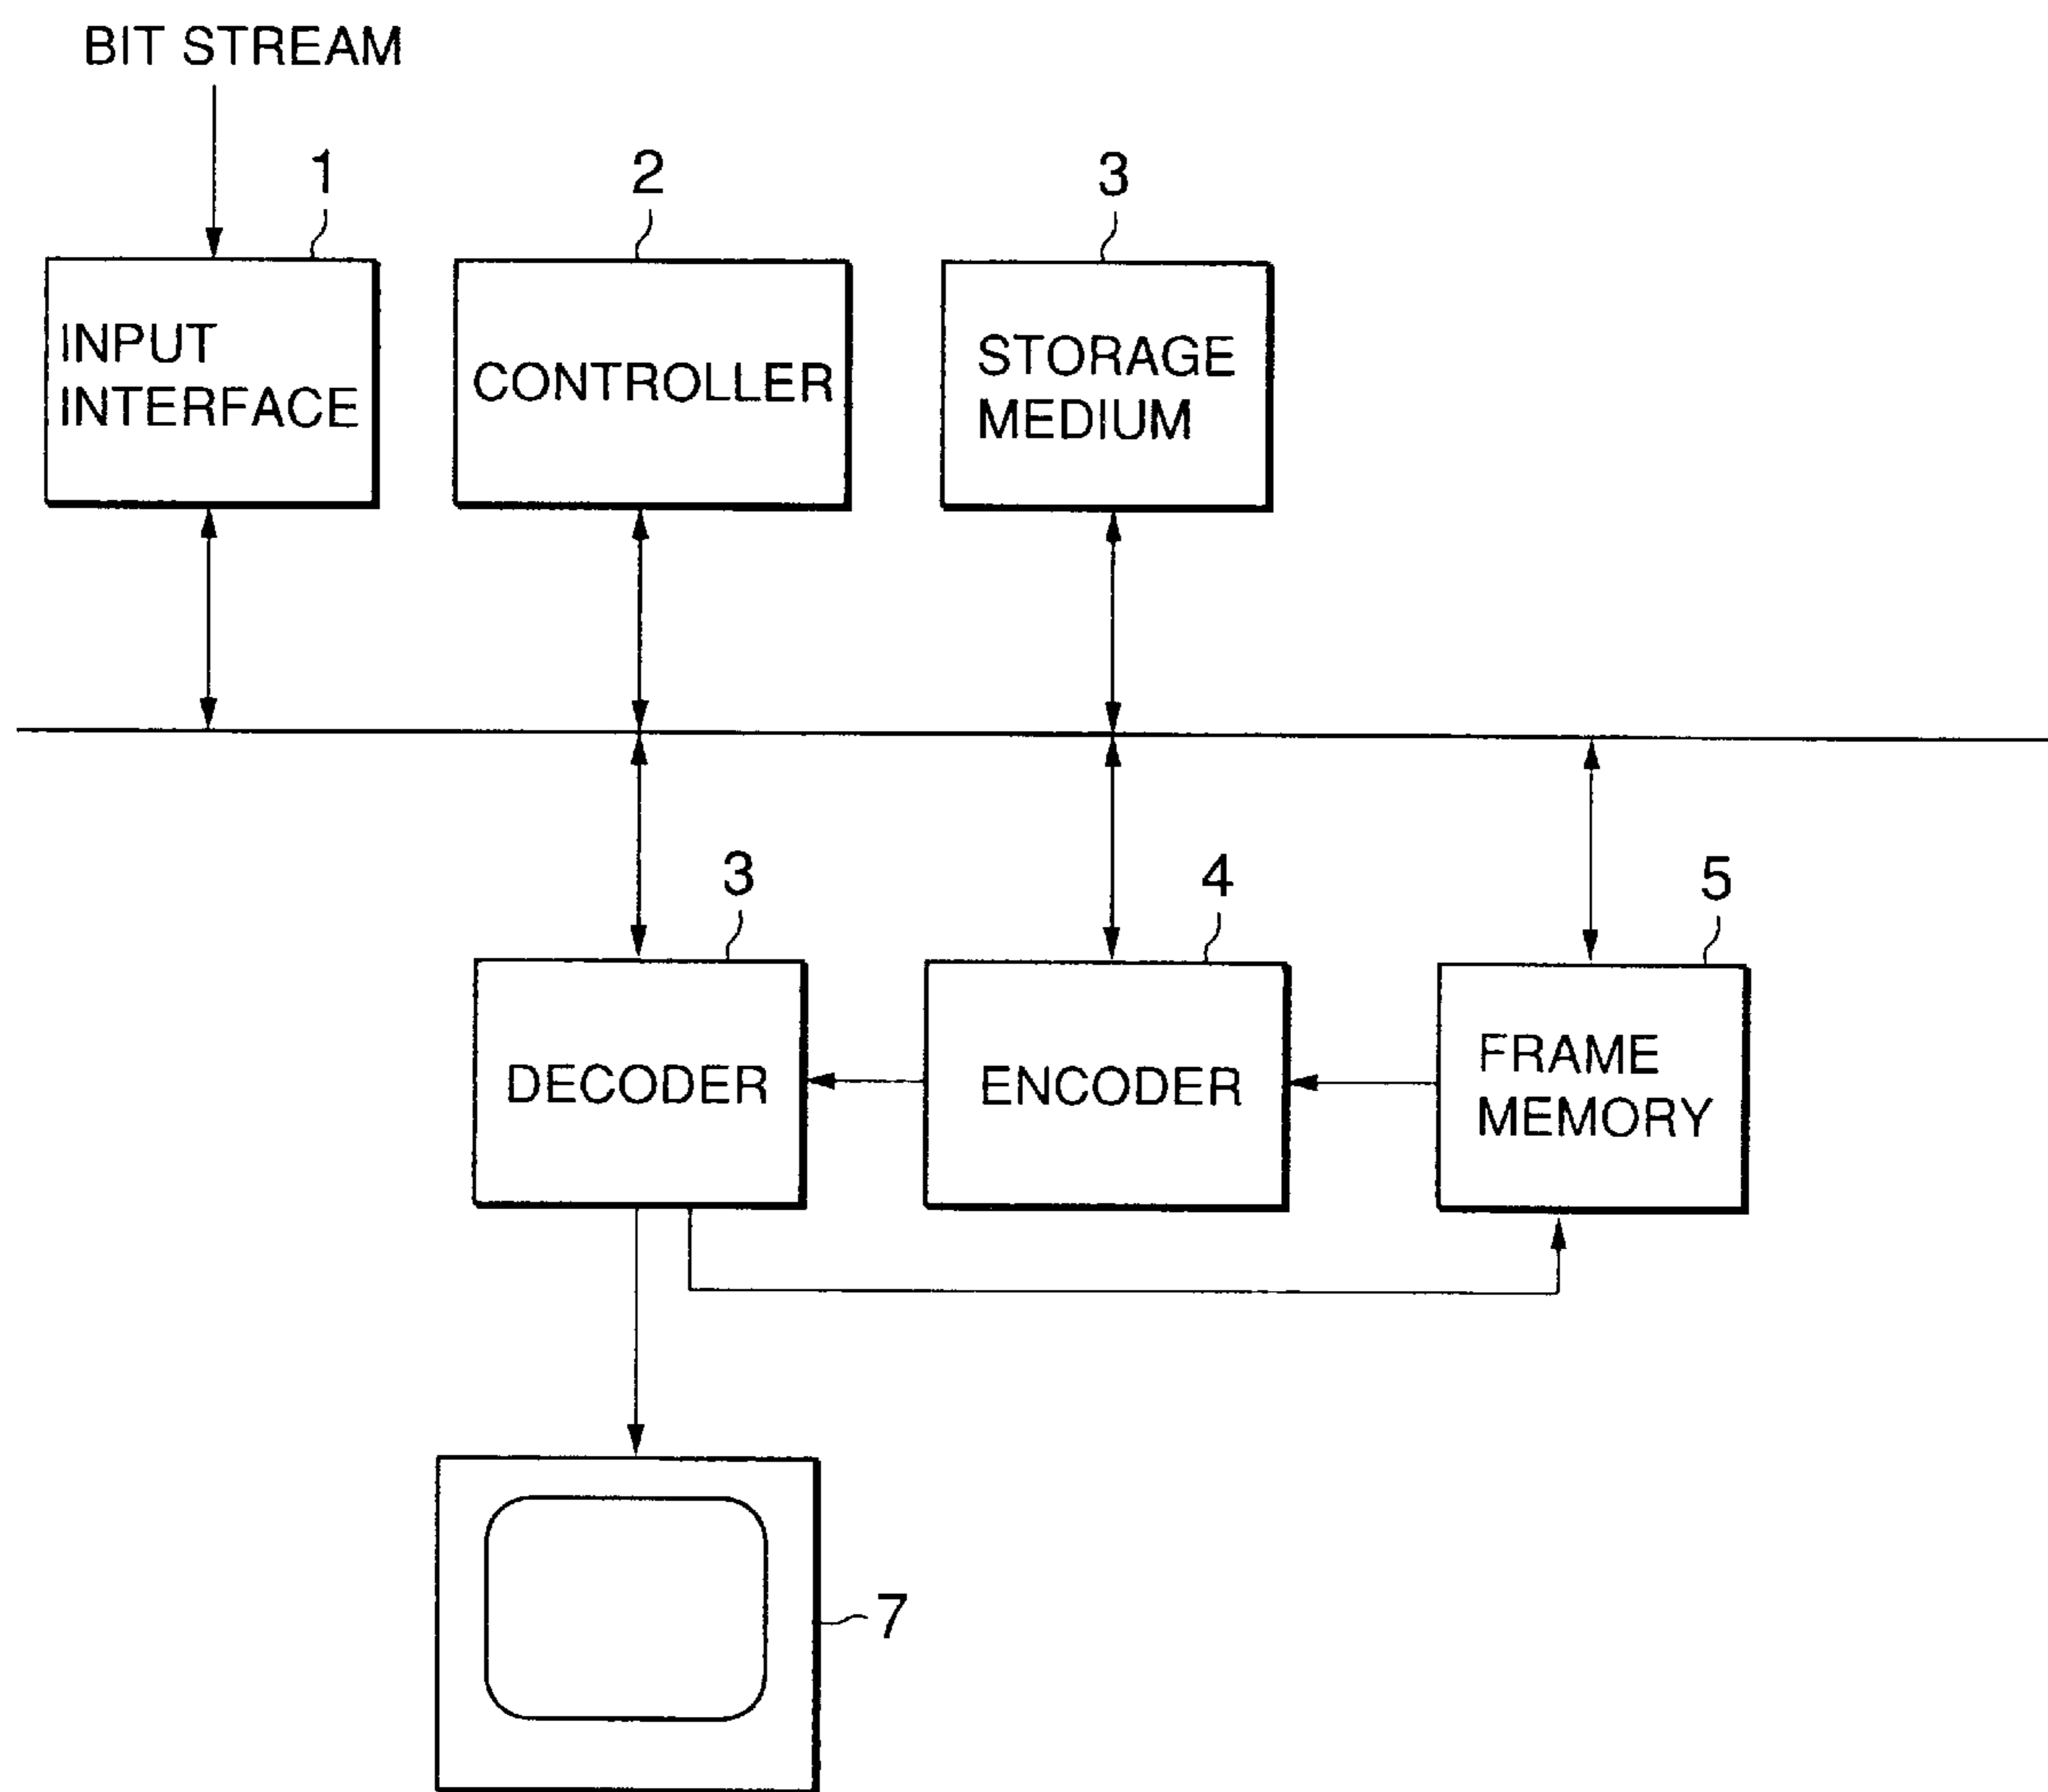 BIT STREAM
1
2
3
INPUT
INTERFACE
CONTROLLER
STORAGE
MEDIUM
3
4
5
DECODER
ENCODER
FRAME
MEMORY
7